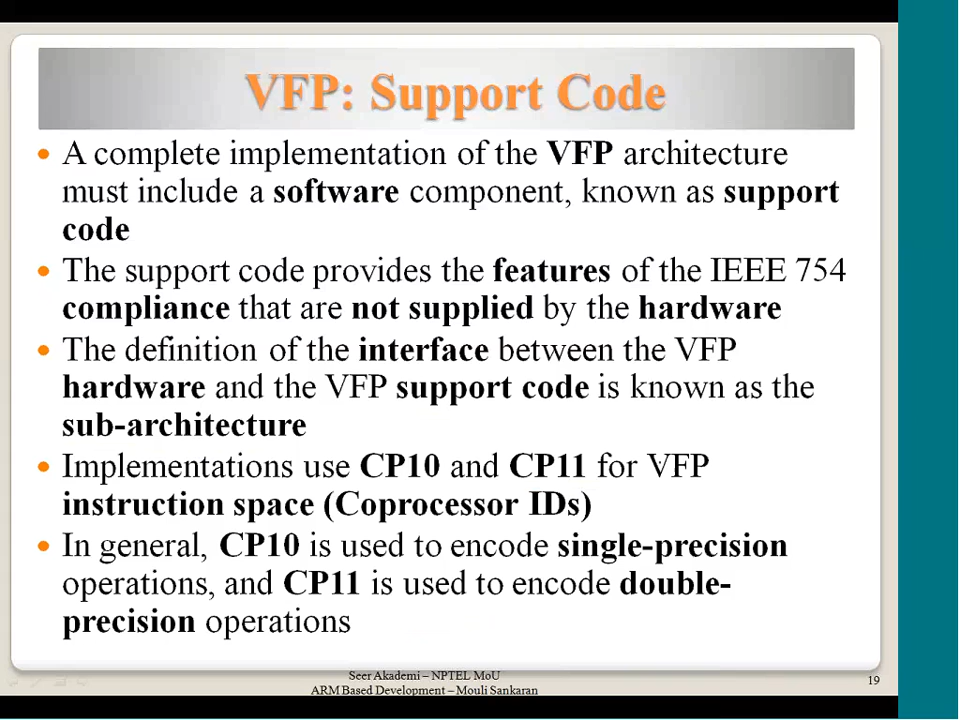 VFP: Support Code
• A complete implementation of the VFP architecture
must include a software component, known as support
code
• The support code provides the features of the IEEE 754
compliance that are not supplied by the hardware
• The definition of the interface between the VFP
hardware and the VFP support code is known as the
sub-architecture
• Implementations use CP10 and CP11 for VFP
instruction space (Coprocessor IDs)
• In general, CP10 is used to encode single-precision
operations, and CP11 is used to encode double-
precision operations
Seer Akademi – NPTEL MoU
ARM Based Development – Mouli Sankaran
19